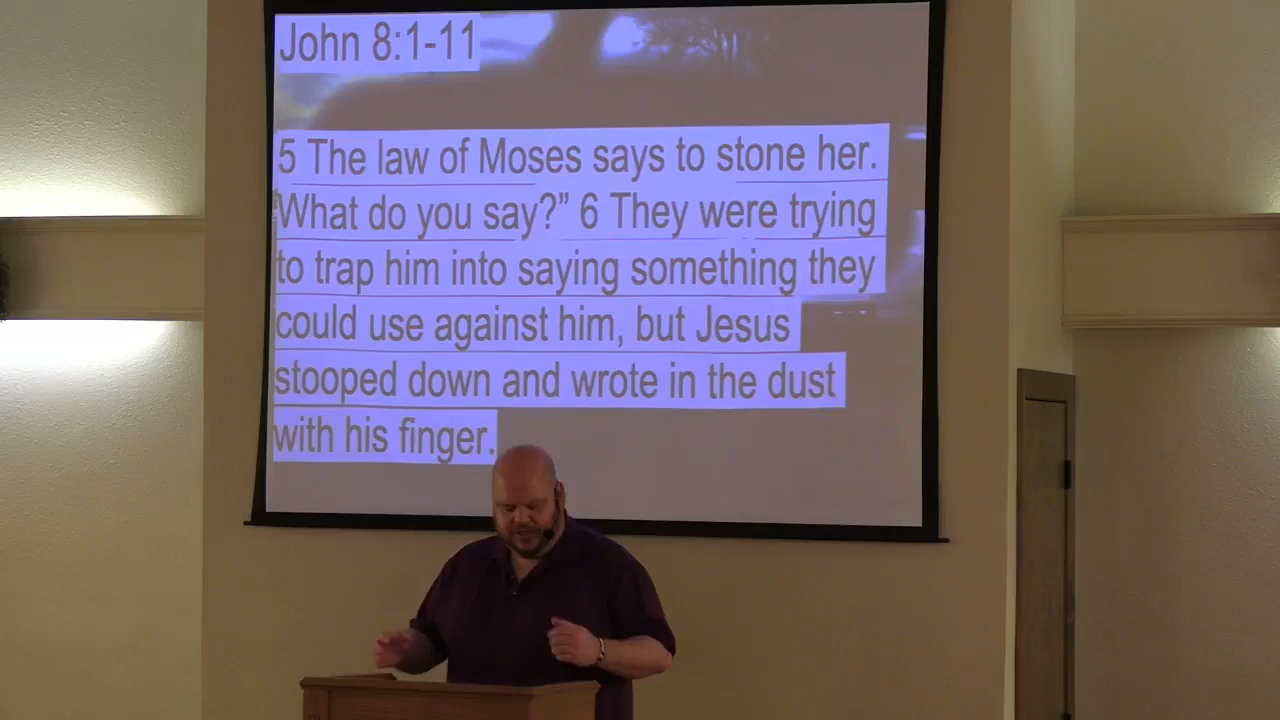 John 8:1-11
5 The law of Moses says to stone her.
What do you say?” 6 They were trying
to trap him into saying something they
could use against him, but Jesus
stooped down and wrote in the dust
with his finger.